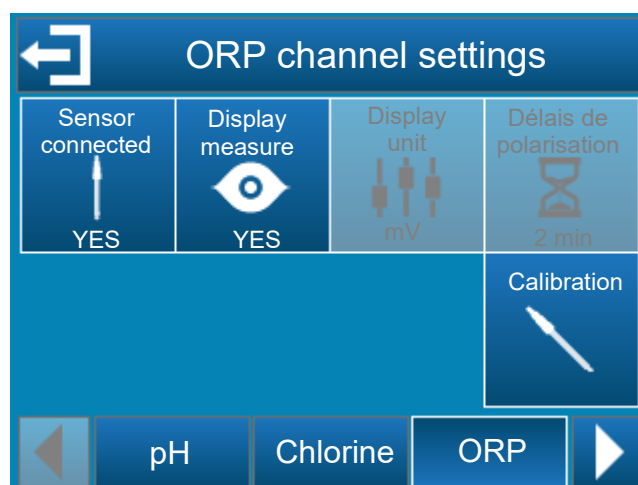 ORP channel settings
Sensor
connected
YES
Display
measure
YES
Display
unit
mV
Délais de
polarisation
2 min
Calibration
pH
Chlorine
ORP